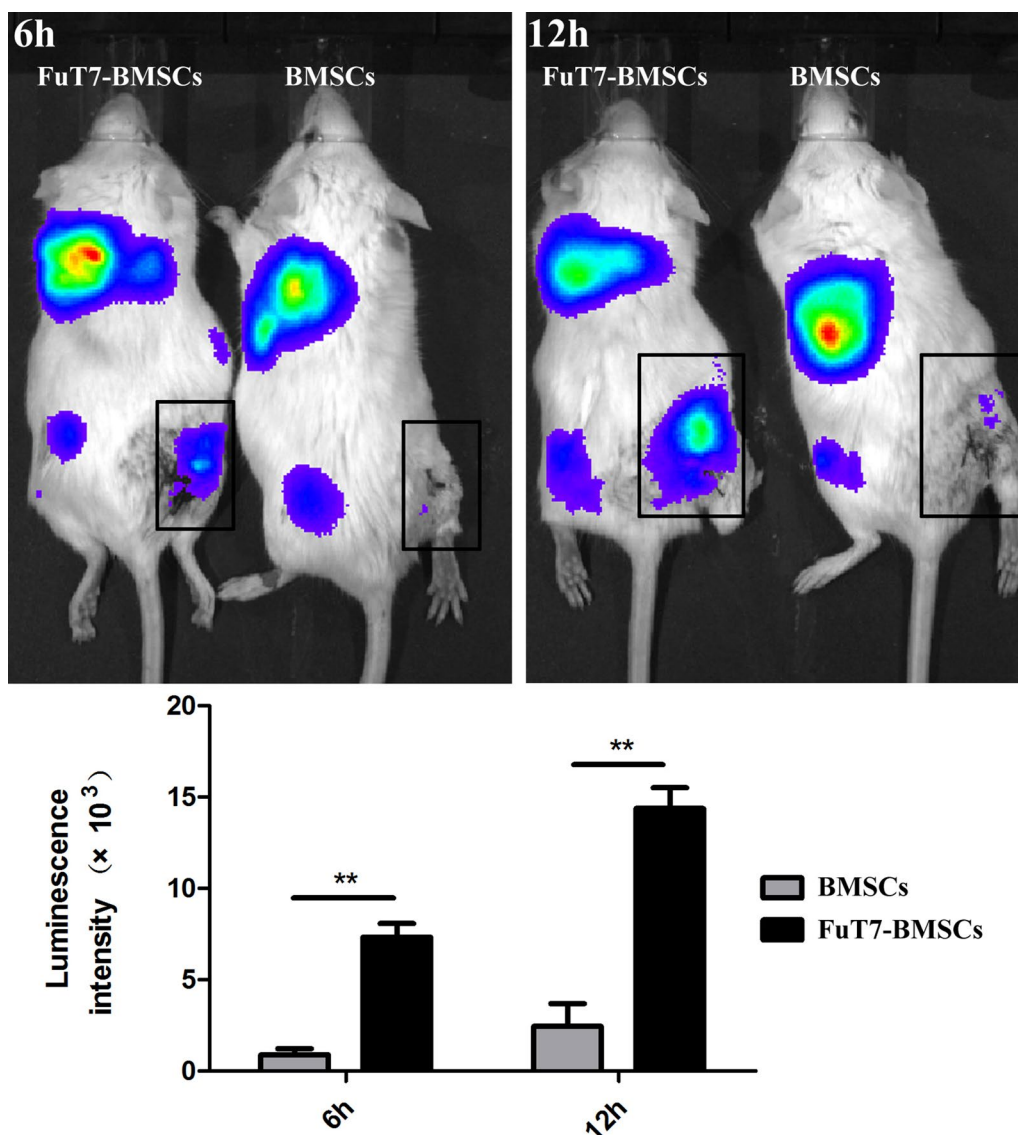 6h
FuT7-BMSCs BMSCs
12h
FuT7-BMSCs BMSCs
20
15
10
5
0
Luminescence
intensity (× 10³)
**
**
6h
12h
BMSCs
FuT7-BMSCs